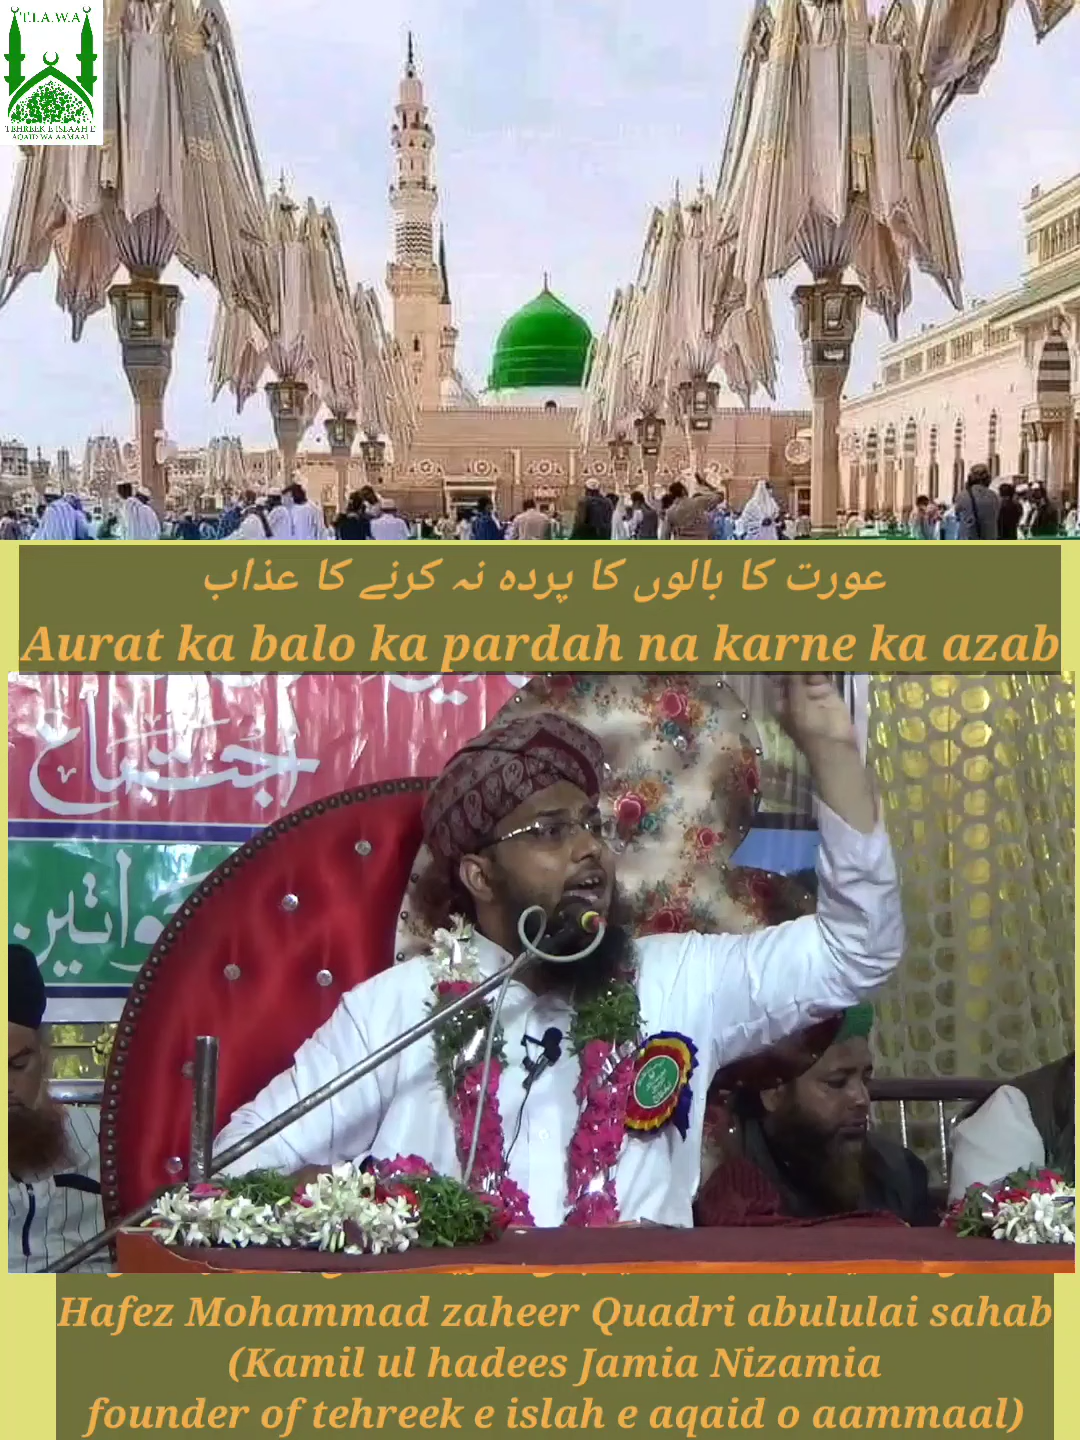 T.I.A.W.A
TEHREEK E ISLAAH E
AQAID WA AAMAAL
عورت کا بالوں کا پردہ نہ کرنے کا عذاب
Aurat ka balo ka pardah na karne ka azab
اجتماع
خواتین
Hafez Mohammad zaheer Quadri abululai sahab
(Kamil ul hadees Jamia Nizamia
founder of tehreek e islah e aqaid o aammaal)